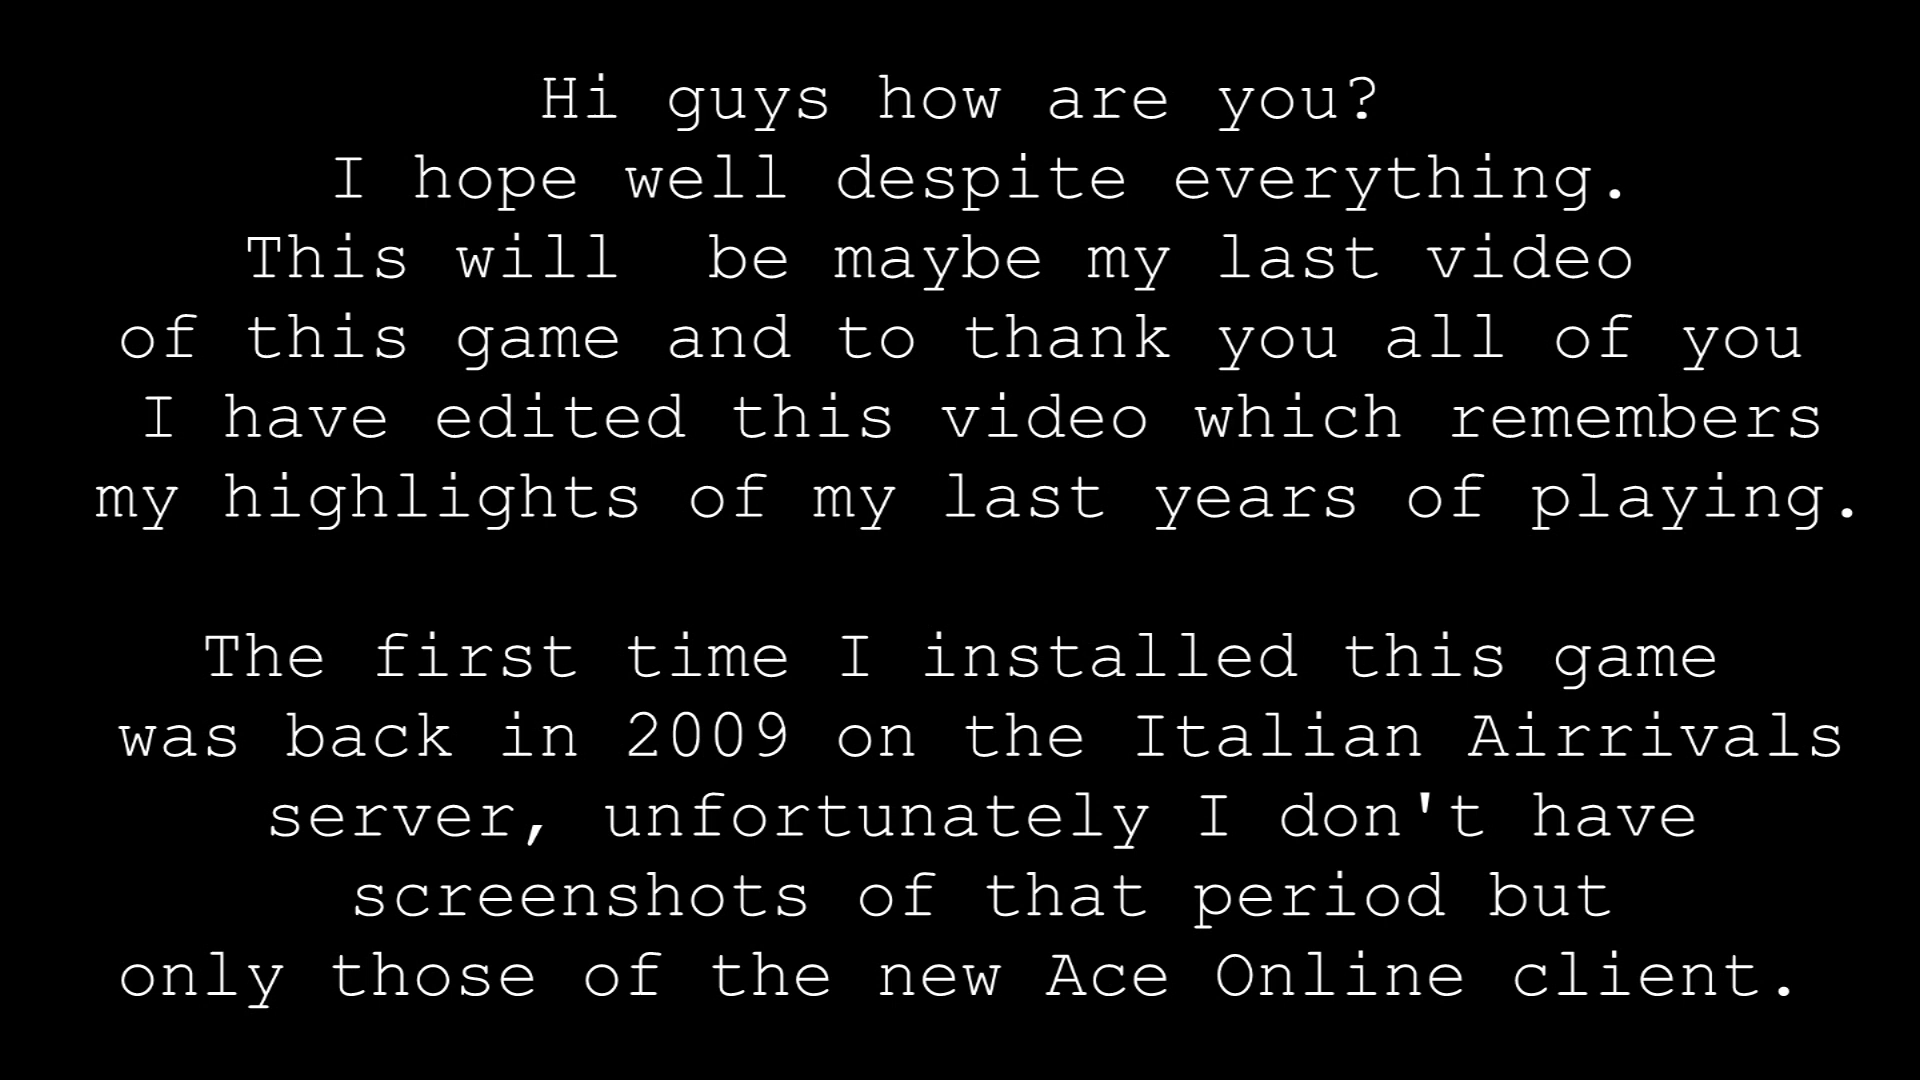 Hi guys how are you?
I hope well despite everything.
This will  be maybe my last video
of this game and to thank you all of you
I have edited this video which remembers
my highlights of my last years of playing.
The first time I installed this game
was back in 2009 on the Italian Airrivals
server, unfortunately I don't have
screenshots of that period but
only those of the new Ace Online client.